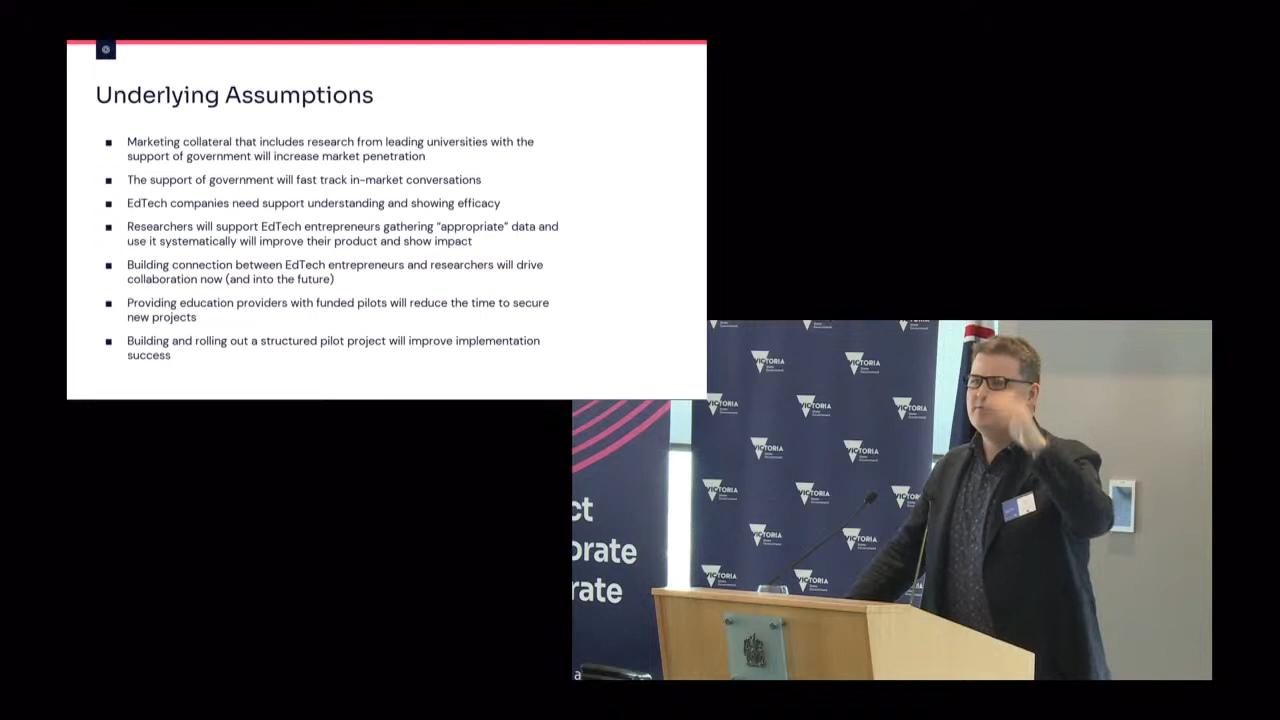 Underlying Assumptions
Marketing collateral that includes research from leading universities with the
support of government will increase market penetration
The support of government will fast track in-market conversations
EdTech companies need support understanding and showing efficacy
Researchers will support EdTech entrepreneurs gathering “appropriate” data and
use it systematically will improve their product and show impact
Building connection between EdTech entrepreneurs and researchers will drive
collaboration now (and into the future)
Providing education providers with funded pilots will reduce the time to secure
new projects
Building and rolling out a structured pilot project will improve implementation
success
ct
orate
rate
VICTORIA
State
Government